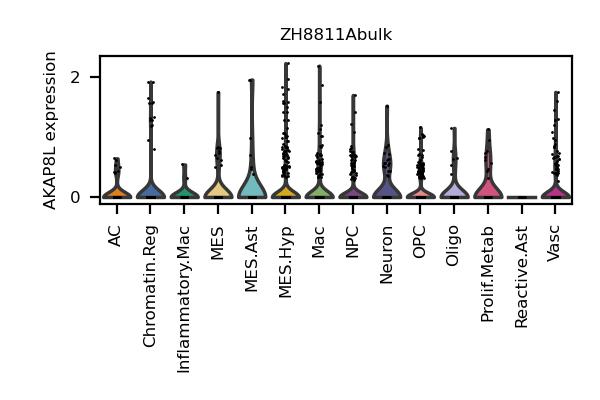 ZH8811Abulk
AKAP8L expression
2
0
AC
Chromatin.Reg
Inflammatory.Mac
MES
MES.Ast
MES.Hyp
Mac
NPC
Neuron
OPC
Oligo
Prolif.Metab
Reactive.Ast
Vasc